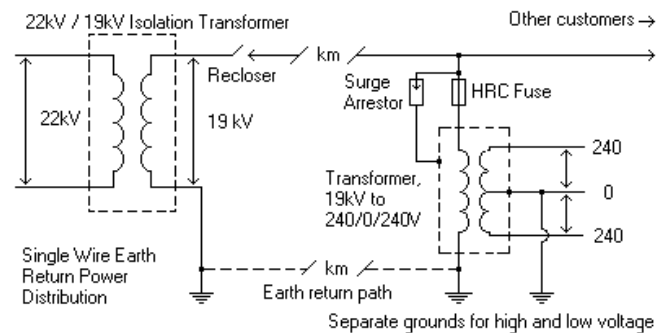 22kV / 19kV Isolation Transformer
Other customers →
km
Recloser
Surge
Arrestor
HRC Fuse
22kV
19 kV
240
Transformer,
19kV to
240/0/240V
0
240
Single Wire Earth
Return Power
Distribution
km
Earth return path
Separate grounds for high and low voltage